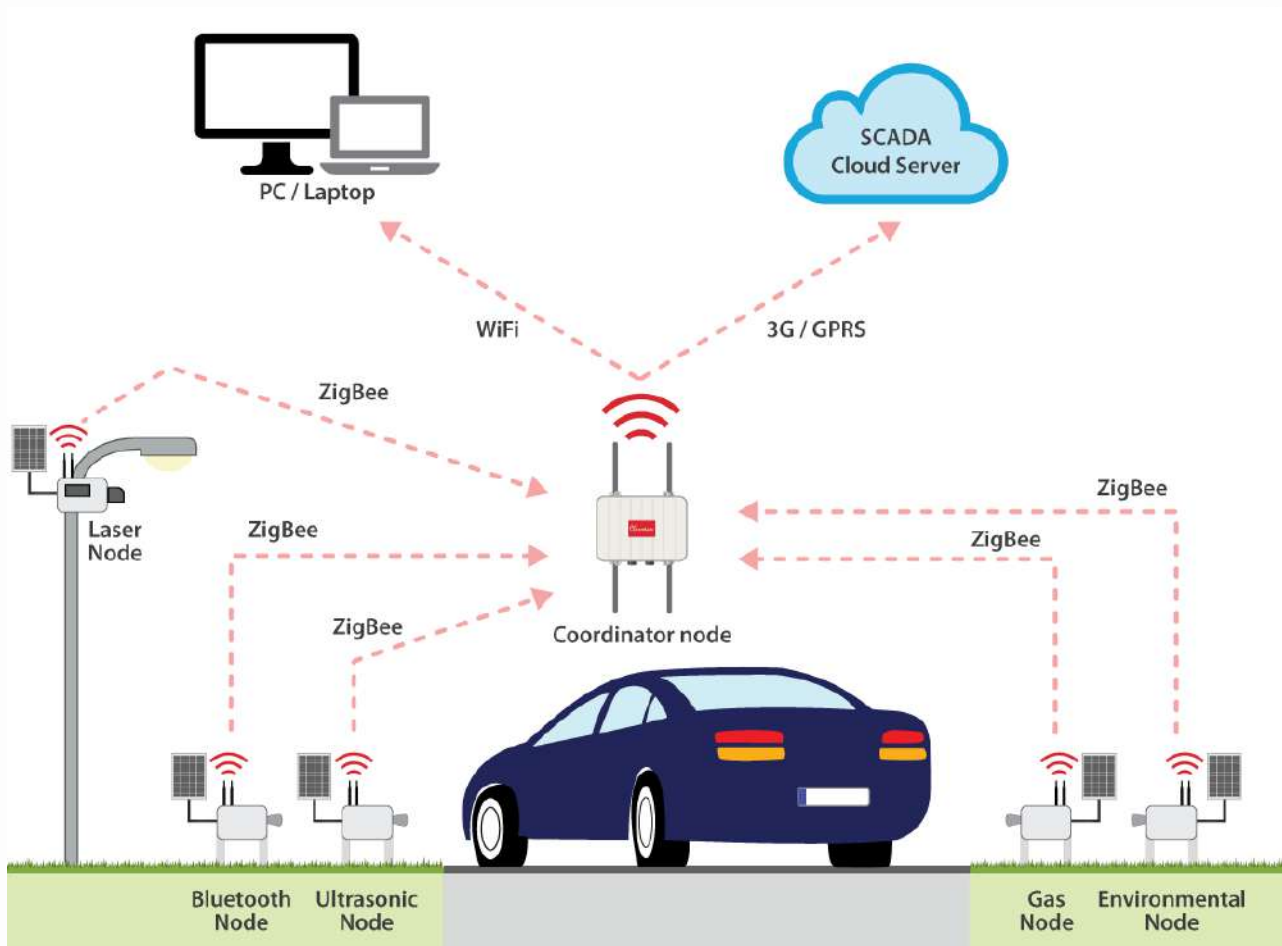 PC / Laptop
SCADA
Cloud Server
WiFi
3G / GPRS
ZigBee
ZigBee
ZigBee
ZigBee
ZigBee
Laser
Node
Coordinator node
Bluetooth
Node
Ultrasonic
Node
Gas
Node
Environmental
Node